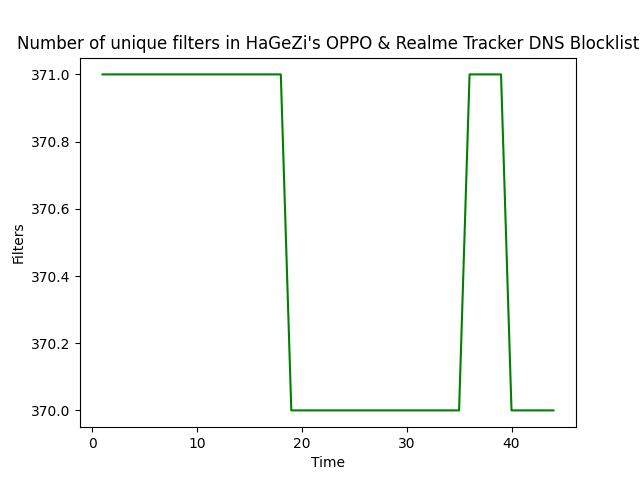 Number of unique filters in HaGeZi's OPPO & Realme Tracker DNS Blocklist
371.0
370.8
370.6
370.4
370.2
370.0
Filters
0 10 20 30 40
Time